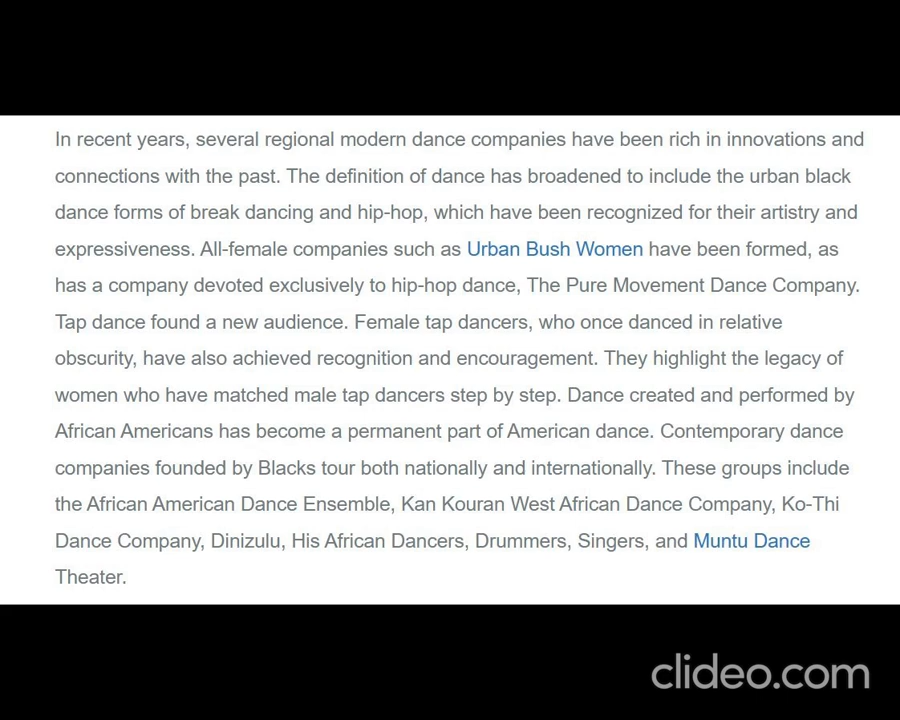 In recent years, several regional modern dance companies have been rich in innovations and
connections with the past. The definition of dance has broadened to include the urban black
dance forms of break dancing and hip-hop, which have been recognized for their artistry and
expressiveness. All-female companies such as Urban Bush Women have been formed, as
has a company devoted exclusively to hip-hop dance, The Pure Movement Dance Company.
Tap dance found a new audience. Female tap dancers, who once danced in relative
obscurity, have also achieved recognition and encouragement. They highlight the legacy of
women who have matched male tap dancers step by step. Dance created and performed by
African Americans has become a permanent part of American dance. Contemporary dance
companies founded by Blacks tour both nationally and internationally. These groups include
the African American Dance Ensemble, Kan Kouran West African Dance Company, Ko-Thi
Dance Company, Dinizulu, His African Dancers, Drummers, Singers, and Muntu Dance
Theater.
clideo.com